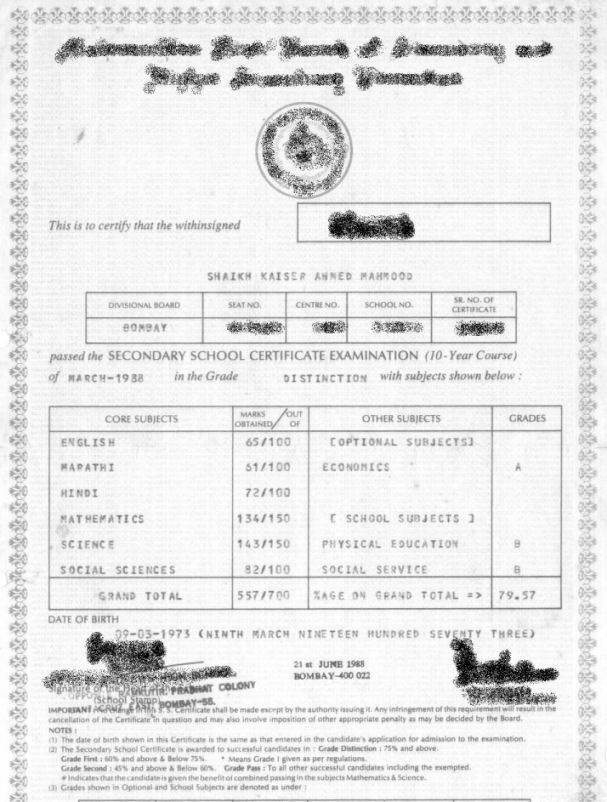 This is to certify that the withinsigned
SHAIKH KAISER AHMED MAHMOOD
DIVISIONAL BOARD SEAT NO. CENTRE NO. SCHOOL NO. SR. NO. OF CERTIFICATE
BOMBAY
passed the SECONDARY SCHOOL CERTIFICATE EXAMINATION (10-Year Course)
of MARCH-1988 in the Grade DISTINCTION with subjects shown below :
CORE SUBJECTS MARKS OBTAINED / OUT OF OTHER SUBJECTS GRADES
ENGLISH 65/100 [OPTIONAL SUBJECTS]
MARATHI 61/100 ECONOMICS A
HINDI 72/100
MATHEMATICS 134/150 [ SCHOOL SUBJECTS ]
SCIENCE 143/150 PHYSICAL EDUCATION B
SOCIAL SCIENCES 82/100 SOCIAL SERVICE B
GRAND TOTAL 557/700 %AGE ON GRAND TOTAL => 79.57
DATE OF BIRTH
09-03-1973 (NINTH MARCH NINETEEN HUNDRED SEVENTY THREE)
21 st JUNE 1988
BOMBAY-400 022
Signature of the
PRABHAT COLONY
(School Stamp)
BOMBAY-55.
IMPORTANT Certificate shall be made except by the authority issuing it. Any infringement of this requirement will result in the
cancellation of the Certificate in question and may also involve imposition of other appropriate penalty as may be decided by the Board.
NOTES :
(1) The date of birth shown in this Certificate is the same as that entered in the candidate's application for admission to the examination.
(2) The Secondary School Certificate is awarded to successful candidates in : Grade Distinction : 75% and above.
Grade First : 60% and above & Below 75%. * Means Grade I given as per regulations.
Grade Second : 45% and above & Below 60%. Grade Pass : To all other successful candidates including the exempted.
# Indicates that the candidate is given the benefit of combined passing in the subjects Mathematics & Science.
(3) Grades shown in Optional and School Subjects are denoted as under :